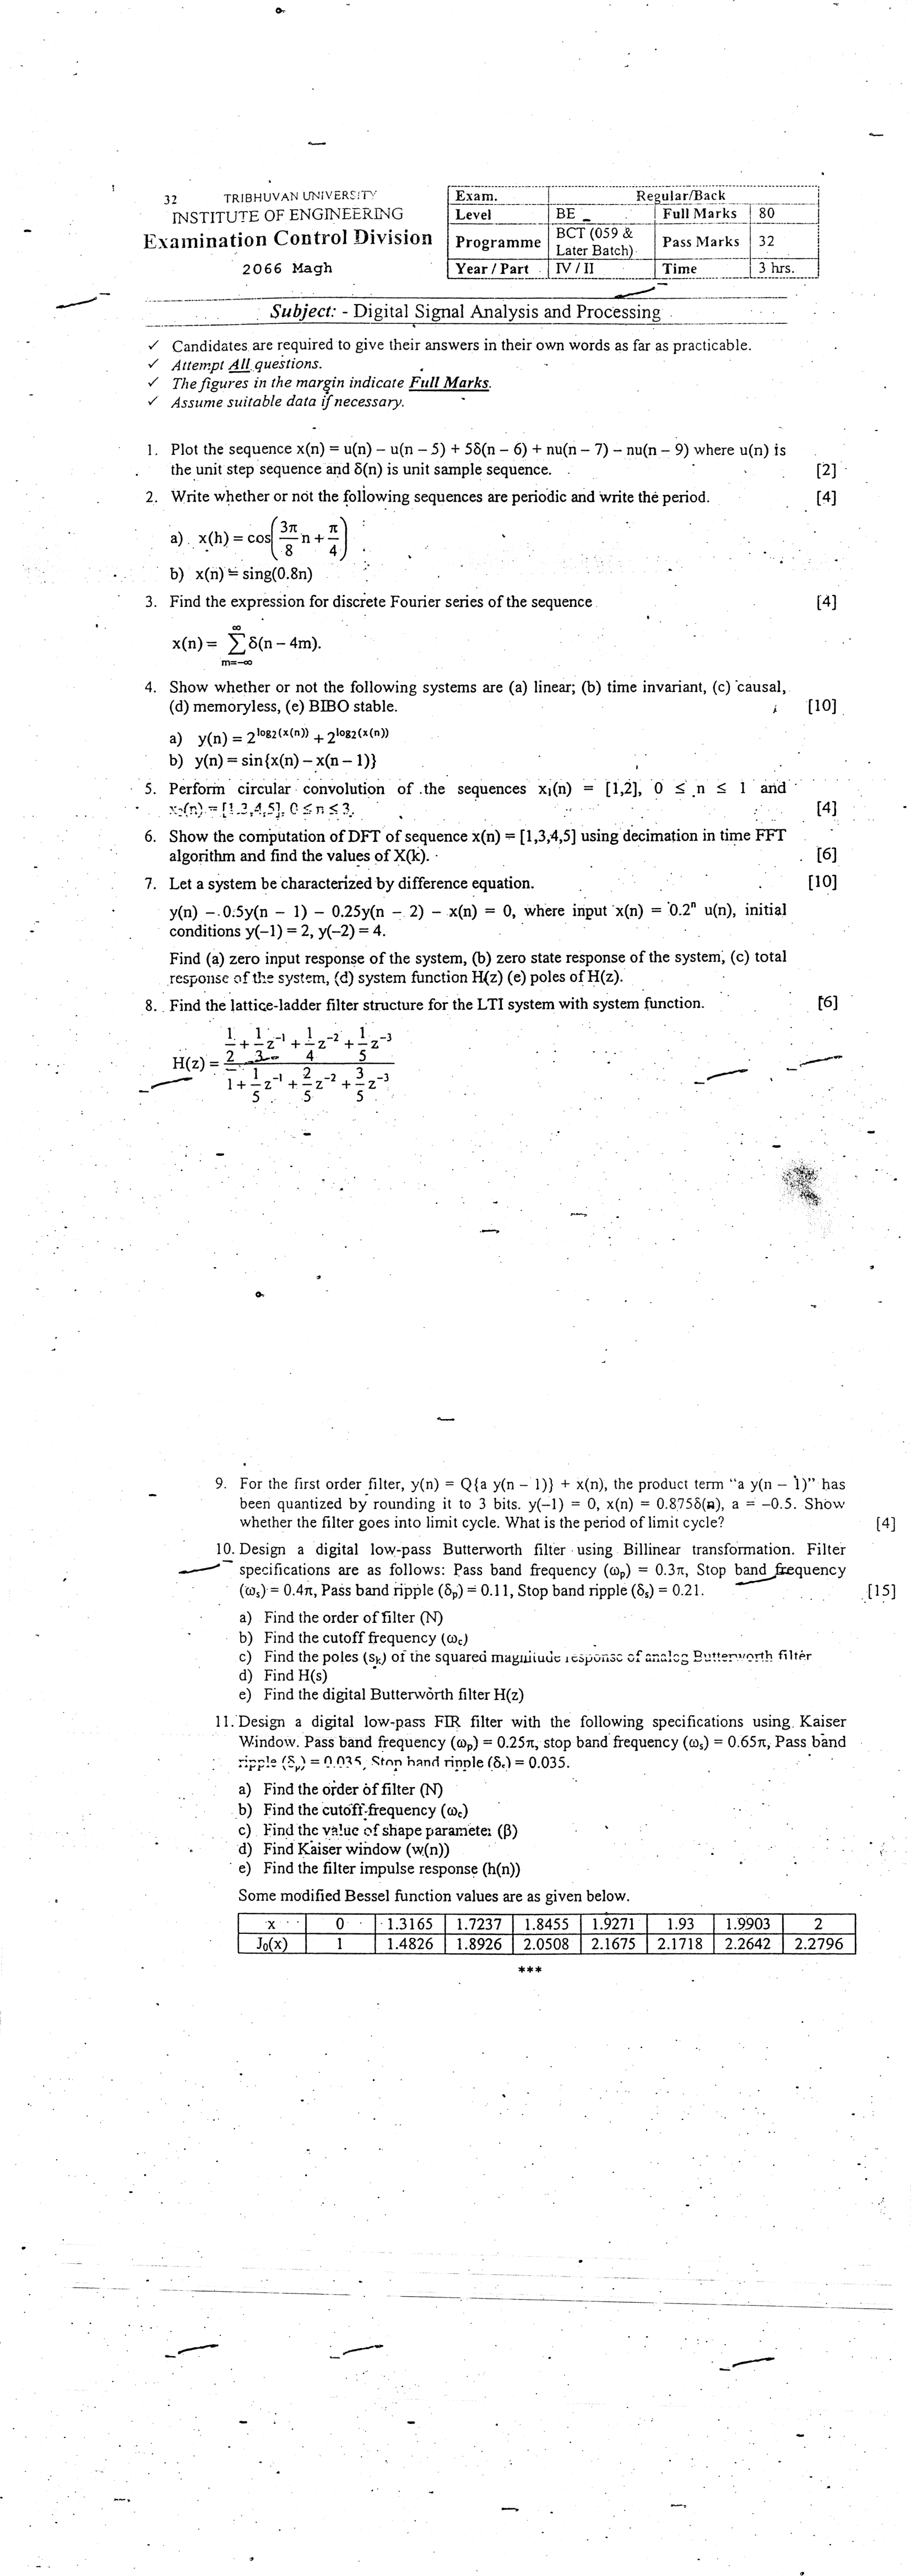 32 TRIBHUVAN UNIVERSITY
INSTITUTE OF ENGINEERING
Examination Control Division
2066 Magh
Exam. Regular/Back
Level BE Full Marks 80
Programme BCT (059 & Later Batch) Pass Marks 32
Year / Part IV / II Time 3 hrs.
Subject: - Digital Signal Analysis and Processing
✓ Candidates are required to give their answers in their own words as far as practicable.
✓ Attempt All questions.
✓ The figures in the margin indicate Full Marks.
✓ Assume suitable data if necessary.
1. Plot the sequence x(n) = u(n) – u(n – 5) + 5δ(n – 6) + nu(n – 7) – nu(n – 9) where u(n) is
the unit step sequence and δ(n) is unit sample sequence. [2]
2. Write whether or not the following sequences are periodic and write the period. [4]
a) x(h) = cos(3π/8 n + π/4)
b) x(n) = sing(0.8n)
3. Find the expression for discrete Fourier series of the sequence [4]
x(n) = ∑_{m=–∞}^{∞} δ(n – 4m).
4. Show whether or not the following systems are (a) linear; (b) time invariant, (c) causal,
(d) memoryless, (e) BIBO stable. [10]
a) y(n) = 2^{log2(x(n))} + 2^{log2(x(n))}
b) y(n) = sin{x(n) – x(n – 1)}
5. Perform circular convolution of the sequences x₁(n) = [1,2], 0 ≤ n ≤ 1 and
x₂(n) = [1,3,4,5], 0 ≤ n ≤ 3. [4]
6. Show the computation of DFT of sequence x(n) = [1,3,4,5] using decimation in time FFT
algorithm and find the values of X(k). [6]
7. Let a system be characterized by difference equation. [10]
y(n) – 0.5y(n – 1) – 0.25y(n – 2) – x(n) = 0, where input x(n) = 0.2ⁿ u(n), initial
conditions y(–1) = 2, y(–2) = 4.
Find (a) zero input response of the system, (b) zero state response of the system, (c) total
response of the system, (d) system function H(z) (e) poles of H(z).
8. Find the lattice-ladder filter structure for the LTI system with system function. [6]
H(z) = (1/2 + 1/3 z⁻¹ + 1/4 z⁻² + 1/5 z⁻³) / (1 + 1/5 z⁻¹ + 2/5 z⁻² + 3/5 z⁻³)
9. For the first order filter, y(n) = Q{a y(n – 1)} + x(n), the product term “a y(n – 1)” has
been quantized by rounding it to 3 bits. y(–1) = 0, x(n) = 0.875δ(n), a = –0.5. Show
whether the filter goes into limit cycle. What is the period of limit cycle? [4]
10. Design a digital low-pass Butterworth filter using Billinear transformation. Filter
specifications are as follows: Pass band frequency (ωp) = 0.3π, Stop band frequency
(ωs) = 0.4π, Pass band ripple (δp) = 0.11, Stop band ripple (δs) = 0.21. [15]
a) Find the order of filter (N)
b) Find the cutoff frequency (ωc)
c) Find the poles (sk) of the squared magnitude response of analog Butterworth filter
d) Find H(s)
e) Find the digital Butterworth filter H(z)
11. Design a digital low-pass FIR filter with the following specifications using Kaiser
Window. Pass band frequency (ωp) = 0.25π, stop band frequency (ωs) = 0.65π, Pass band
ripple (δp) = 0.035, Stop band ripple (δs) = 0.035.
a) Find the order of filter (N)
b) Find the cutoff frequency (ωc)
c) Find the value of shape parameter (β)
d) Find Kaiser window (w(n))
e) Find the filter impulse response (h(n))
Some modified Bessel function values are as given below.
x 0 1.3165 1.7237 1.8455 1.9271 1.93 1.9903 2
J₀(x) 1 1.4826 1.8926 2.0508 2.1675 2.1718 2.2642 2.2796
***